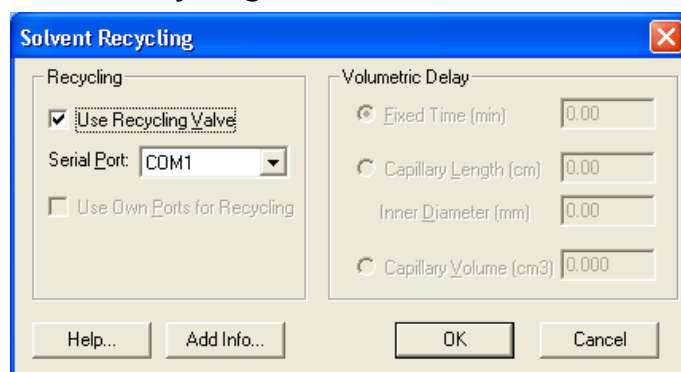 Solvent Recycling
Recycling
Use Recycling Valve
Serial Port: COM1
Use Own Ports for Recycling
Volumetric Delay
Fixed Time (min) 0.00
Capillary Length (cm) 0.00
Inner Diameter (mm) 0.00
Capillary Volume (cm3) 0.000
Help... Add Info... OK Cancel